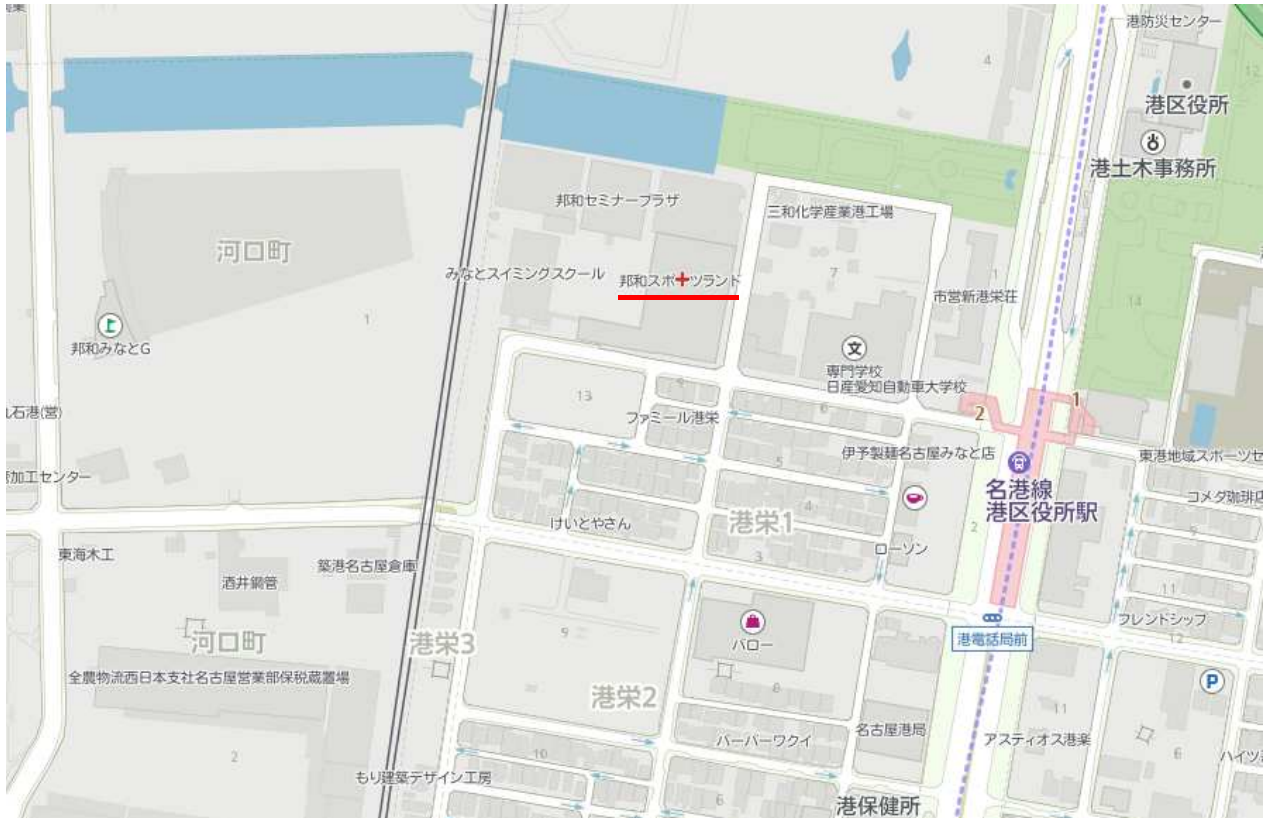 港防災センター
4
12
港区役所
港土木事務所
邦和セミナープラザ
三和化学産業港工場
河口町
みなとスイミングスクール
邦和スポーツランド
7
1
市営新港栄荘
14
1
邦和みなとG
文
専門学校
日産愛知自動車大学校
13
9
2
1
石港(営)
ファミール港栄
6
伊予製麺名古屋みなと店
東港地域スポーツセ
加工センター
5
名港線
港区役所駅
コメダ珈琲店
けいとやさん
港栄1
4
2
9
東海木工
築港名古屋倉庫
3
ローソン
酒井鋼管
11
フレンドシップ
河口町
港栄3
9
バロー
港電話局前
12
全農物流西日本支社名古屋営業部保税蔵置場
P
港栄2
8
11
名古屋港局
アスティオス港楽
バーバーワクイ
2
10
6
ハイツ
もり建築デザイン工房
6
港保健所